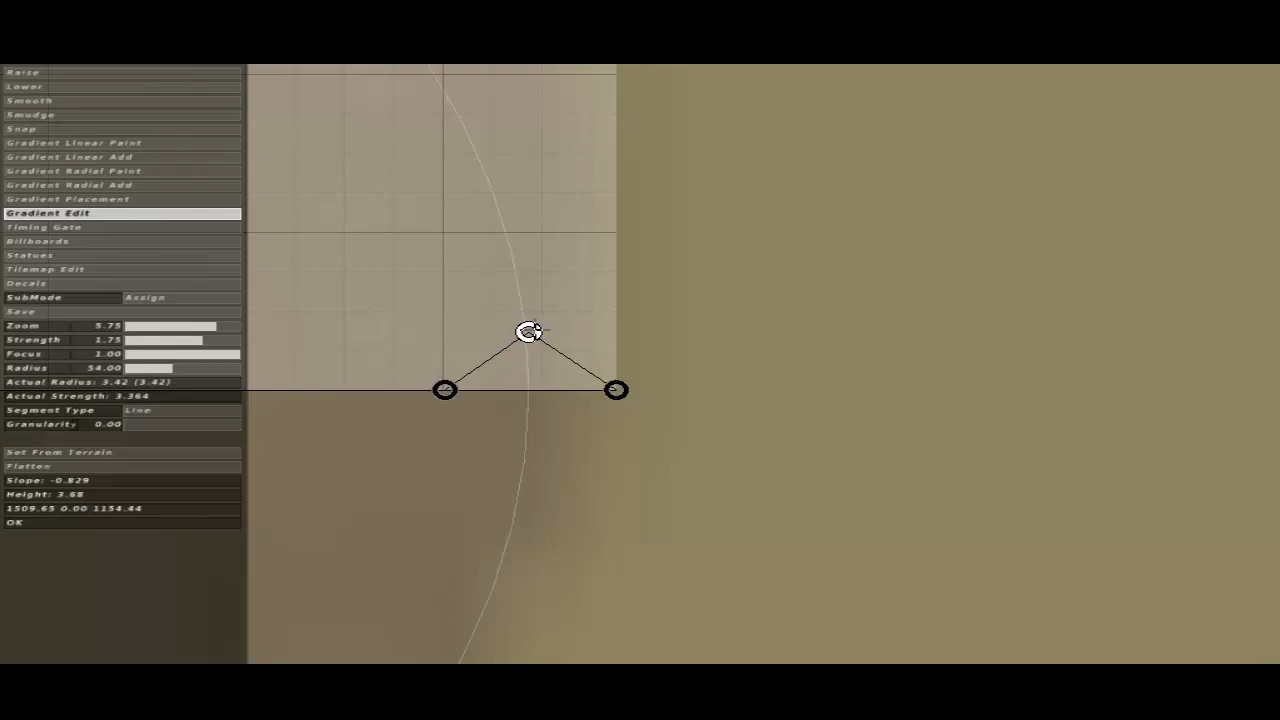 Raise
Lower
Smooth
Smudge
Snap
Gradient Linear Paint
Gradient Linear Add
Gradient Radial Paint
Gradient Radial Add
Gradient Placement
Gradient Edit
Timing Gate
Billboards
Statues
Tilemap Edit
Decals
SubMode Assign
Save
Zoom 5.75
Strength 1.75
Focus 1.00
Radius 54.00
Actual Radius: 3.42 (3.42)
Actual Strength: 3.364
Segment Type Line
Granularity 0.00
Set From Terrain
Flatten
Slope: -0.829
Height: 3.68
1509.65 0.00 1154.44
OK